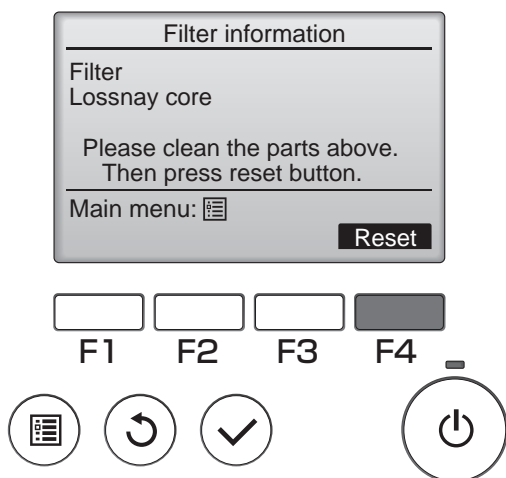 Filter information
Filter
Lossnay core
Please clean the parts above.
Then press reset button.
Main menu:
Reset
F1 F2 F3 F4